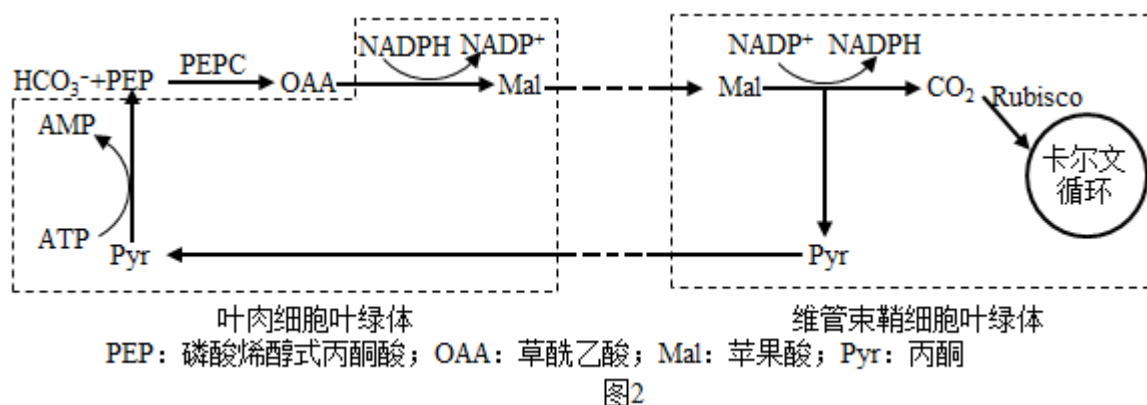 NADPH NADP⁺ NADP⁺ NADPH
HCO₃⁻+PEP PEPC OAA Mal Mal CO₂ Rubisco
AMP
卡尔文
循环
ATP
Pyr Pyr
叶肉细胞叶绿体 维管束鞘细胞叶绿体
PEP：磷酸烯醇式丙酮酸；OAA：草酰乙酸；Mal：苹果酸；Pyr：丙酮
图2